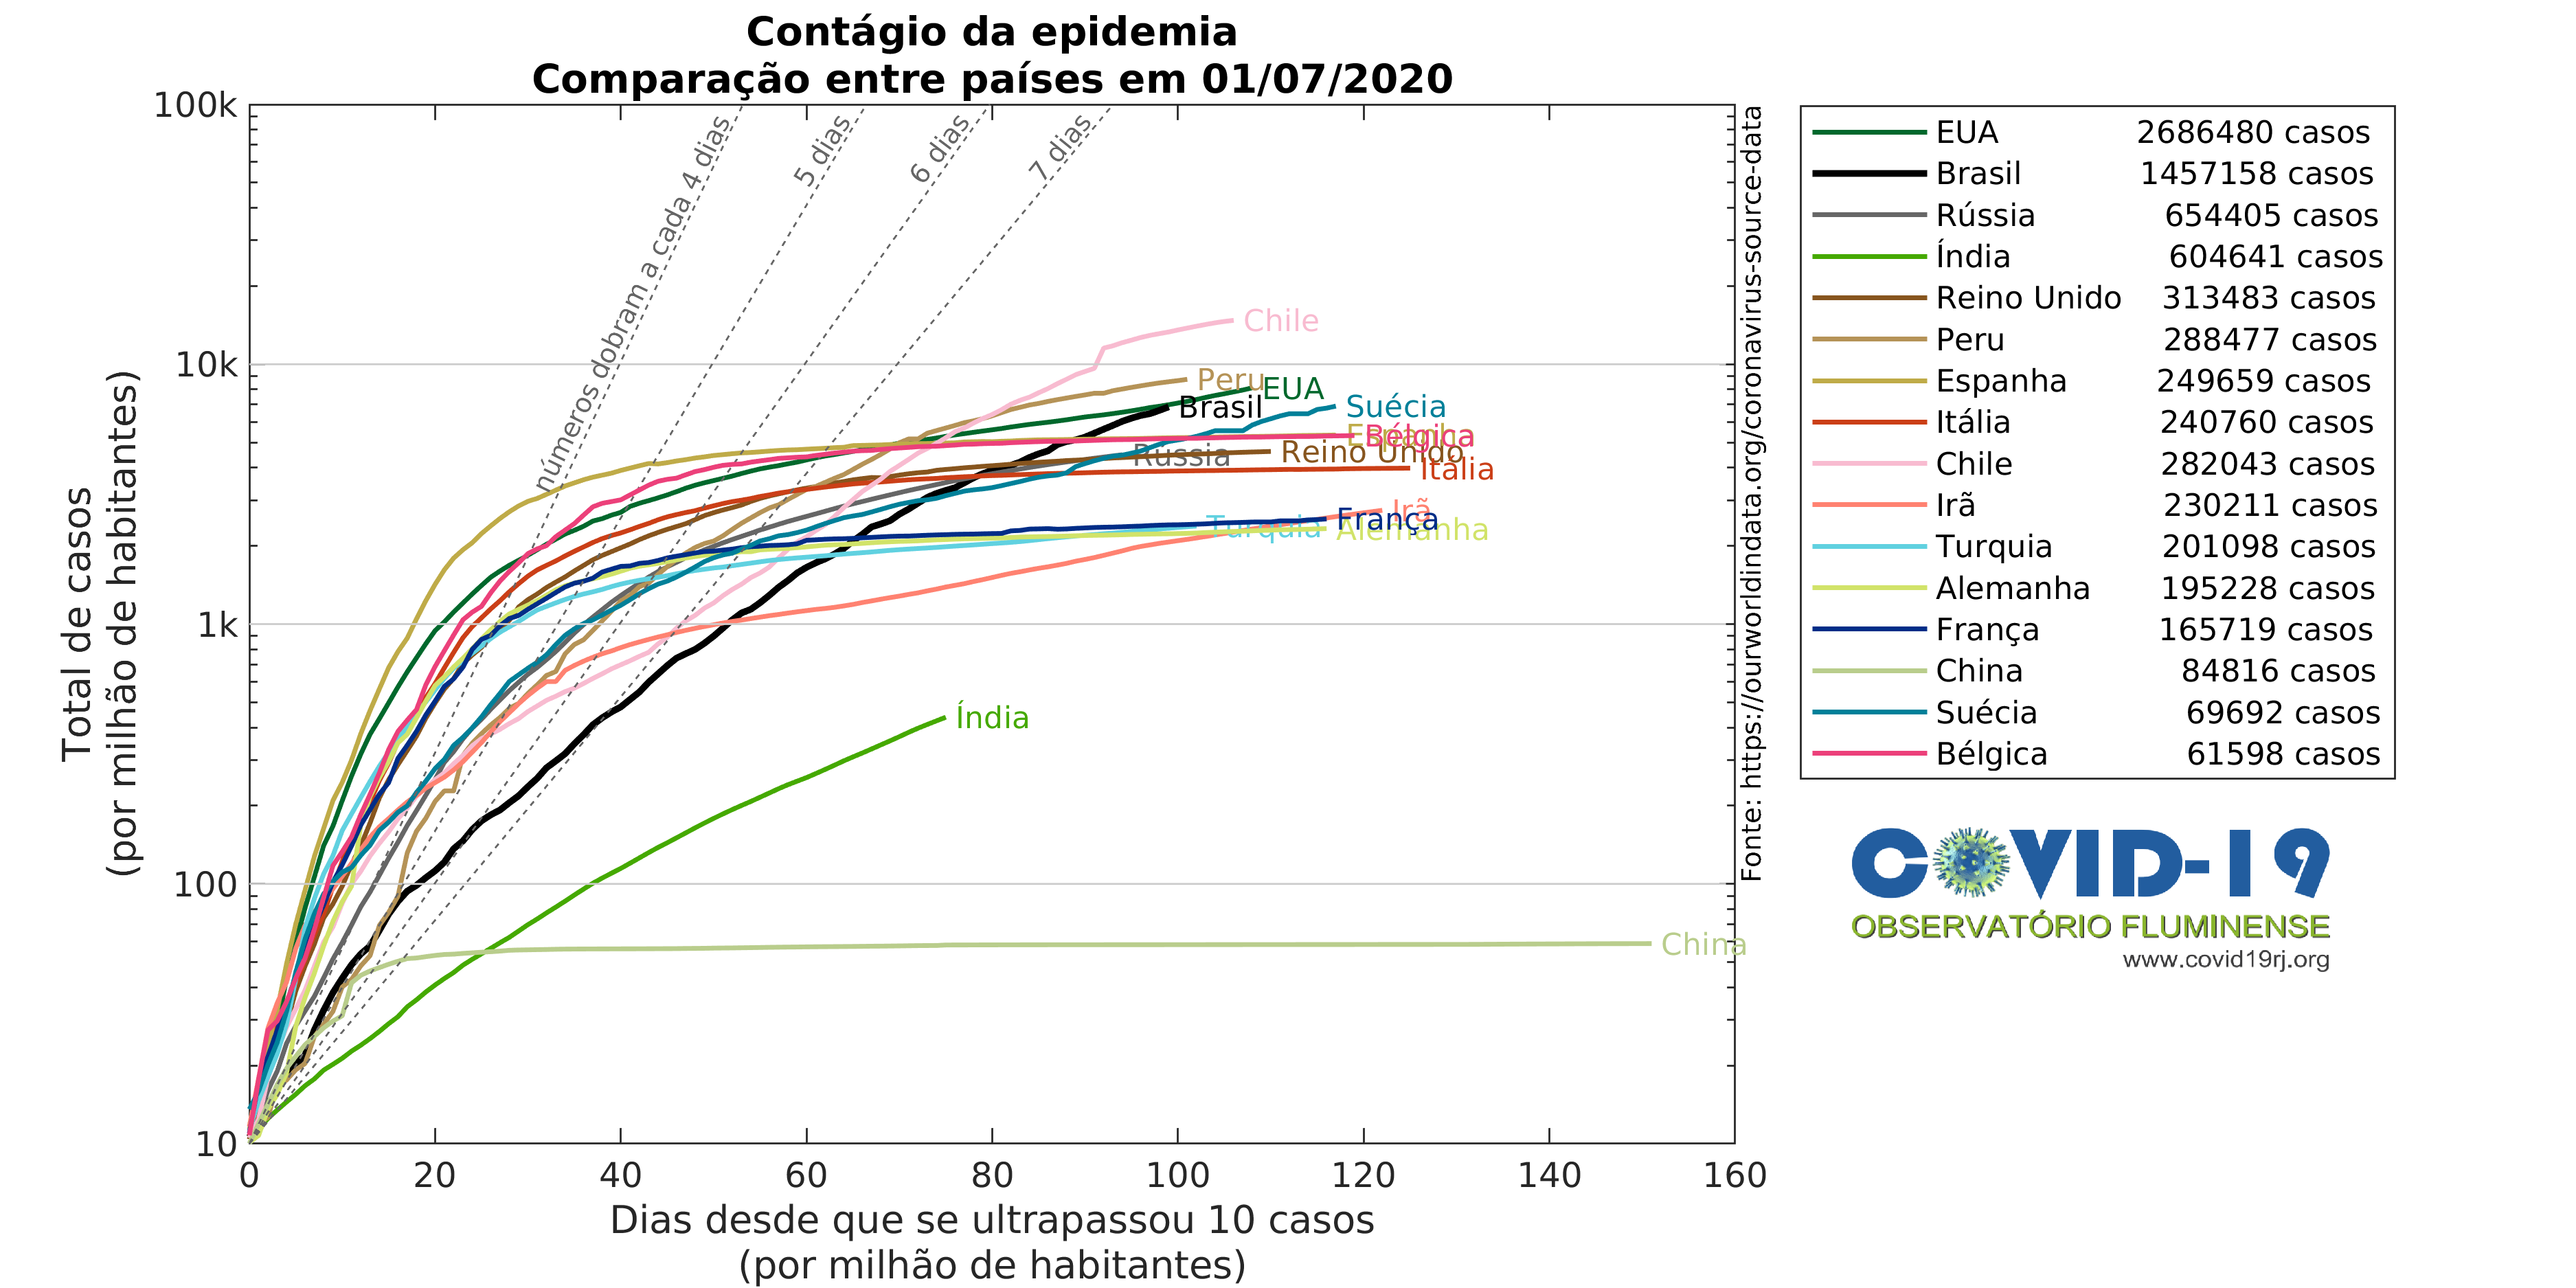 Contágio da epidemia
Comparação entre países em 01/07/2020
100k
10k
1k
100
10
Total de casos
(por milhão de habitantes)
0 20 40 60 80 100 120 140 160
Dias desde que se ultrapassou 10 casos
(por milhão de habitantes)
números dobram a cada 4 dias
5 dias
6 dias
7 dias
Chile
Peru
EUA
Brasil
Suécia
Espanha
Bélgica
Reino Unido
Rússia
Itália
Irã
França
Turquia
Alemanha
Índia
China
Fonte: https://ourworldindata.org/coronavirus-source-data
EUA 2686480 casos
Brasil 1457158 casos
Rússia 654405 casos
Índia 604641 casos
Reino Unido 313483 casos
Peru 288477 casos
Espanha 249659 casos
Itália 240760 casos
Chile 282043 casos
Irã 230211 casos
Turquia 201098 casos
Alemanha 195228 casos
França 165719 casos
China 84816 casos
Suécia 69692 casos
Bélgica 61598 casos
COVID-19
OBSERVATÓRIO FLUMINENSE
www.covid19rj.org